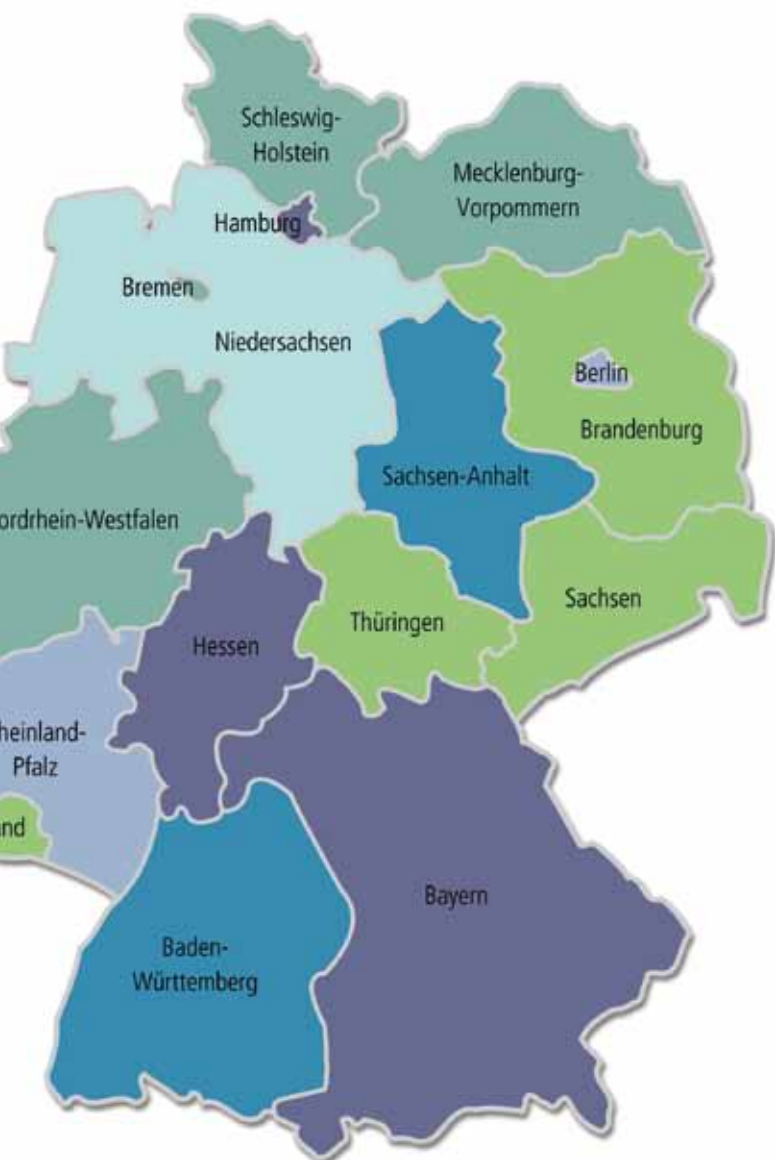 Schleswig-
Holstein
Mecklenburg-
Vorpommern
Hamburg
Bremen
Niedersachsen
Berlin
Brandenburg
Sachsen-Anhalt
ordrhein-Westfalen
Sachsen
Thüringen
Hessen
heinland-
Pfalz
nd
Bayern
Baden-
Württemberg